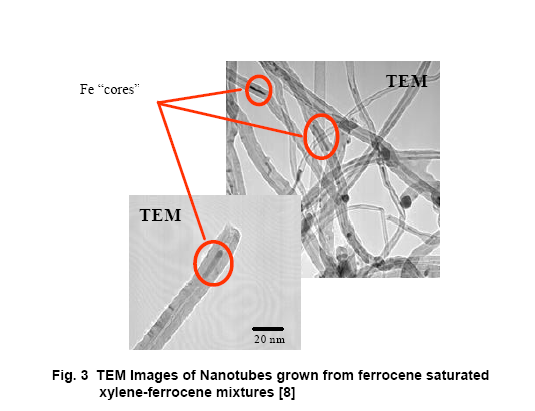 TEM
Fe “cores”
TEM
20 nm
Fig. 3 TEM Images of Nanotubes grown from ferrocene saturated
xylene-ferrocene mixtures [8]